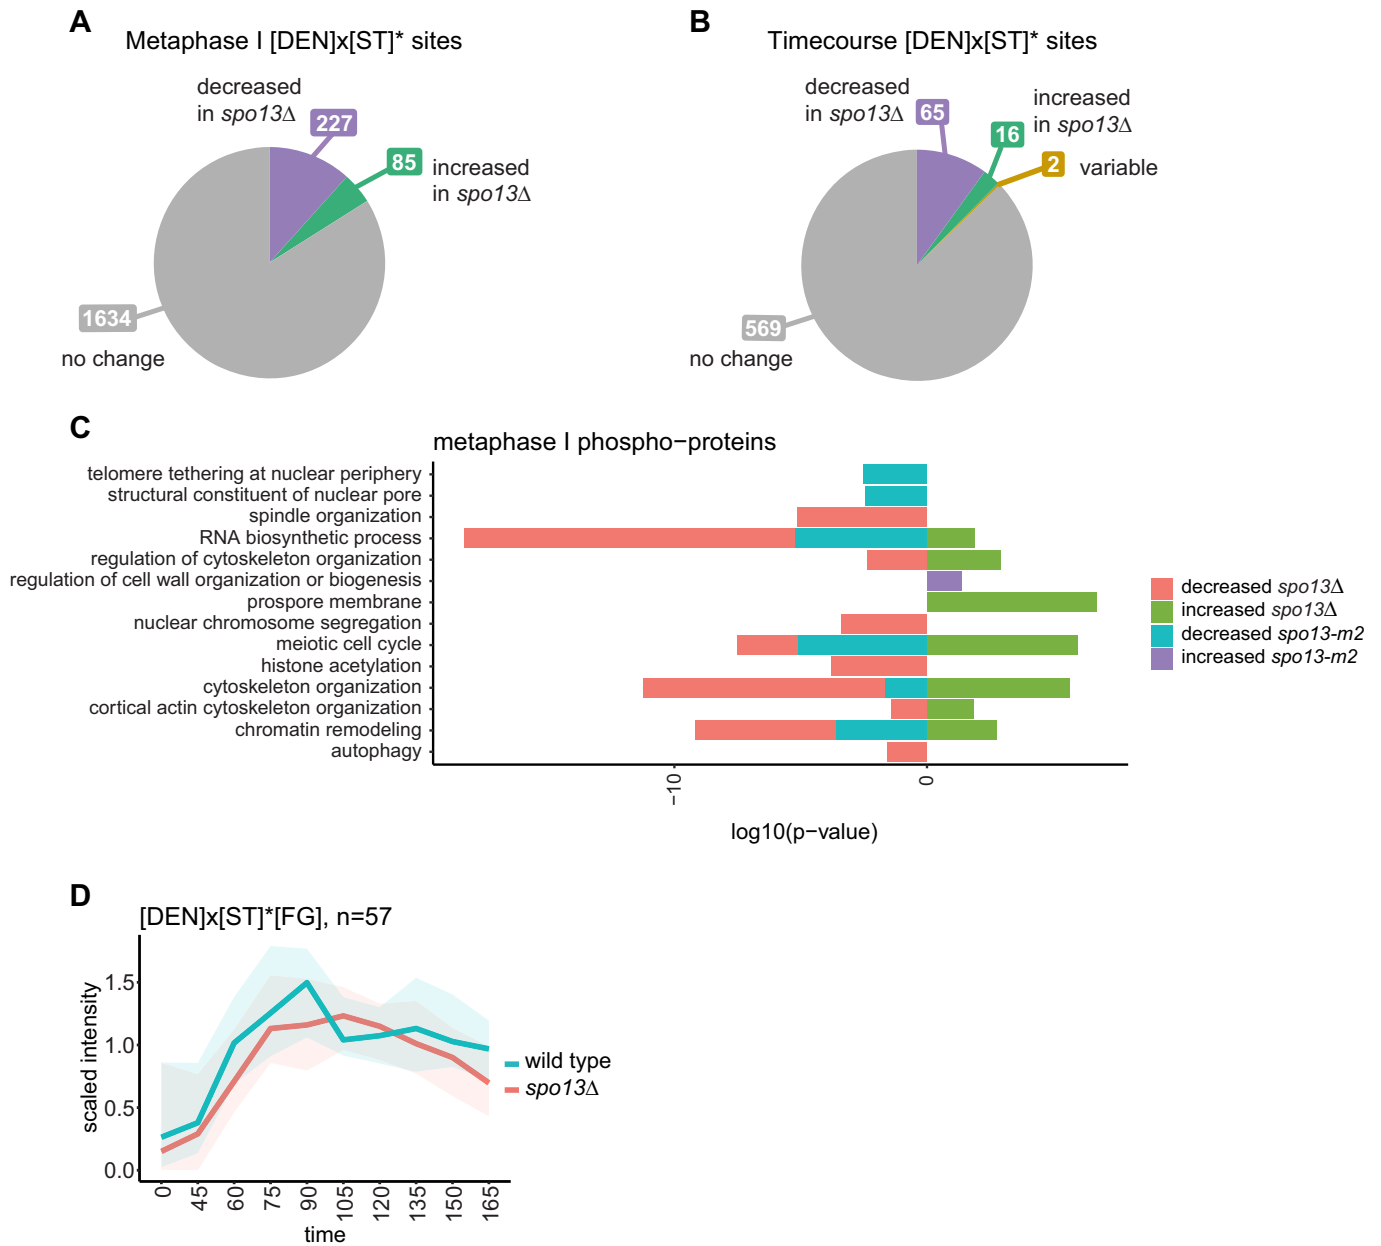 A
Metaphase I [DEN]x[ST]* sites
decreased
in spo13Δ
227
85
increased
in spo13Δ
1634
no change
B
Timecourse [DEN]x[ST]* sites
decreased
in spo13Δ
65
16
increased
in spo13Δ
2
variable
569
no change
C
metaphase I phospho−proteins
telomere tethering at nuclear periphery
structural constituent of nuclear pore
spindle organization
RNA biosynthetic process
regulation of cytoskeleton organization
regulation of cell wall organization or biogenesis
prospore membrane
nuclear chromosome segregation
meiotic cell cycle
histone acetylation
cytoskeleton organization
cortical actin cytoskeleton organization
chromatin remodeling
autophagy
−10
0
log10(p−value)
decreased spo13Δ
increased spo13Δ
decreased spo13-m2
increased spo13-m2
D
[DEN]x[ST]*[FG], n=57
scaled intensity
1.5
1.0
0.5
0.0
0
45
60
75
90
105
120
135
150
165
time
wild type
spo13Δ